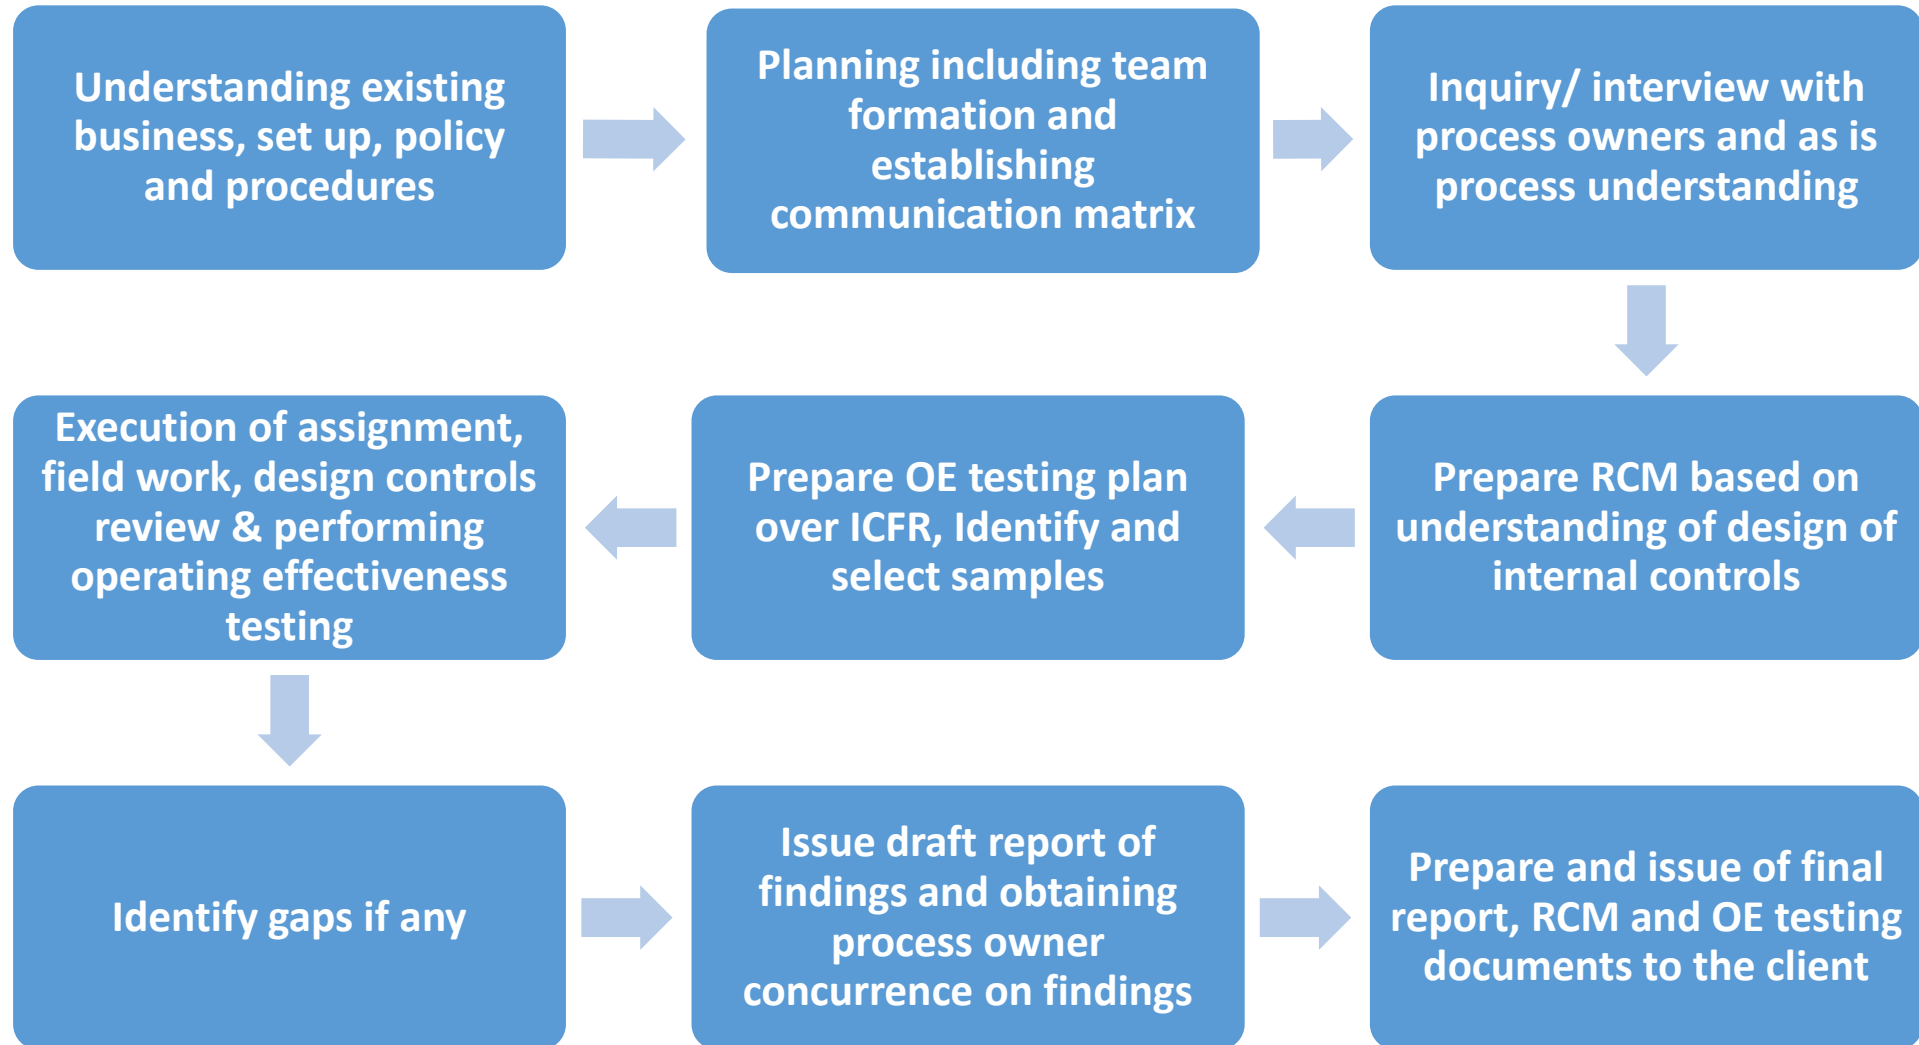 Understanding existing
business, set up, policy
and procedures
Planning including team
formation and
establishing
communication matrix
Inquiry/ interview with
process owners and as is
process understanding
Prepare RCM based on
understanding of design of
internal controls
Prepare OE testing plan
over ICFR, Identify and
select samples
Execution of assignment,
field work, design controls
review & performing
operating effectiveness
testing
Identify gaps if any
Issue draft report of
findings and obtaining
process owner
concurrence on findings
Prepare and issue of final
report, RCM and OE testing
documents to the client